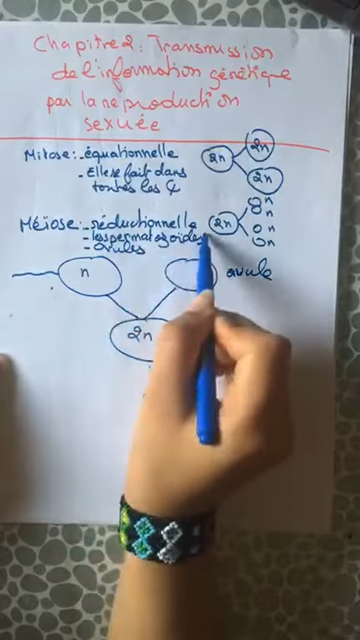 Chapitre 2: Transmission
de l'information génétique
par la reproduction
sexuée
Mitose: - équationnelle
- Elle se fait dans
toutes les C
2n
2n
2n
Méiose: - réductionnelle
- les spermatosoïdes
- ovules
2n
n
n
n
n
n
ovule
2n